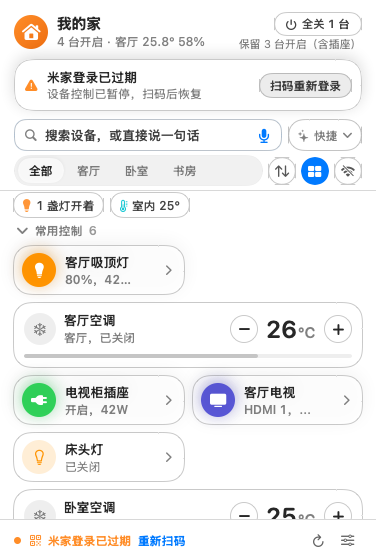 我的家
4 台开启 · 客厅 25.8° 58%
全关 1 台
保留 3 台开启（含插座）
米家登录已过期
设备控制已暂停，扫码后恢复
扫码重新登录
搜索设备，或直接说一句话
快捷
全部 客厅 卧室 书房
1 盏灯开着 室内 25°
常用控制 6
客厅吸顶灯
80%，42...
客厅空调
客厅，已关闭
26°C
电视柜插座
开启，42W
客厅电视
HDMI 1，...
床头灯
已关闭
卧室空调
25°C
米家登录已过期 重新扫码